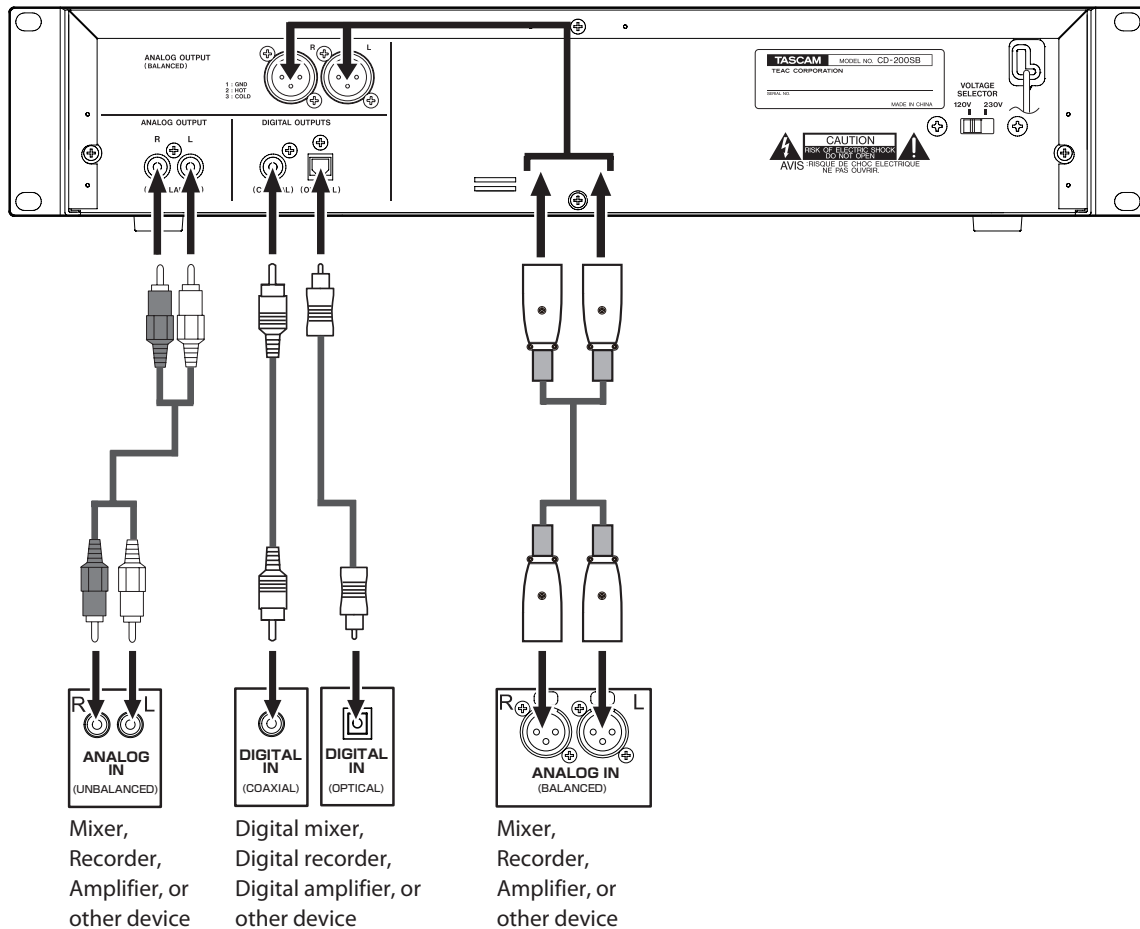 ANALOG OUTPUT
(BALANCED)
R
L
1 : GND
2 : HOT
3 : COLD
ANALOG OUTPUT
R
L
DIGITAL OUTPUTS
TASCAM MODEL NO. CD-200SB
TEAC CORPORATION
SERIAL NO.
MADE IN CHINA
VOLTAGE
SELECTOR
120V 230V
CAUTION
RISK OF ELECTRIC SHOCK
DO NOT OPEN
AVIS :RISQUE DE CHOC ELECTRIQUE
NE PAS OUVRIR.
R
L
ANALOG
IN
(UNBALANCED)
DIGITAL
IN
(COAXIAL)
DIGITAL
IN
(OPTICAL)
R
L
ANALOG IN
(BALANCED)
Mixer,
Recorder,
Amplifier, or
other device
Digital mixer,
Digital recorder,
Digital amplifier, or
other device
Mixer,
Recorder,
Amplifier, or
other device